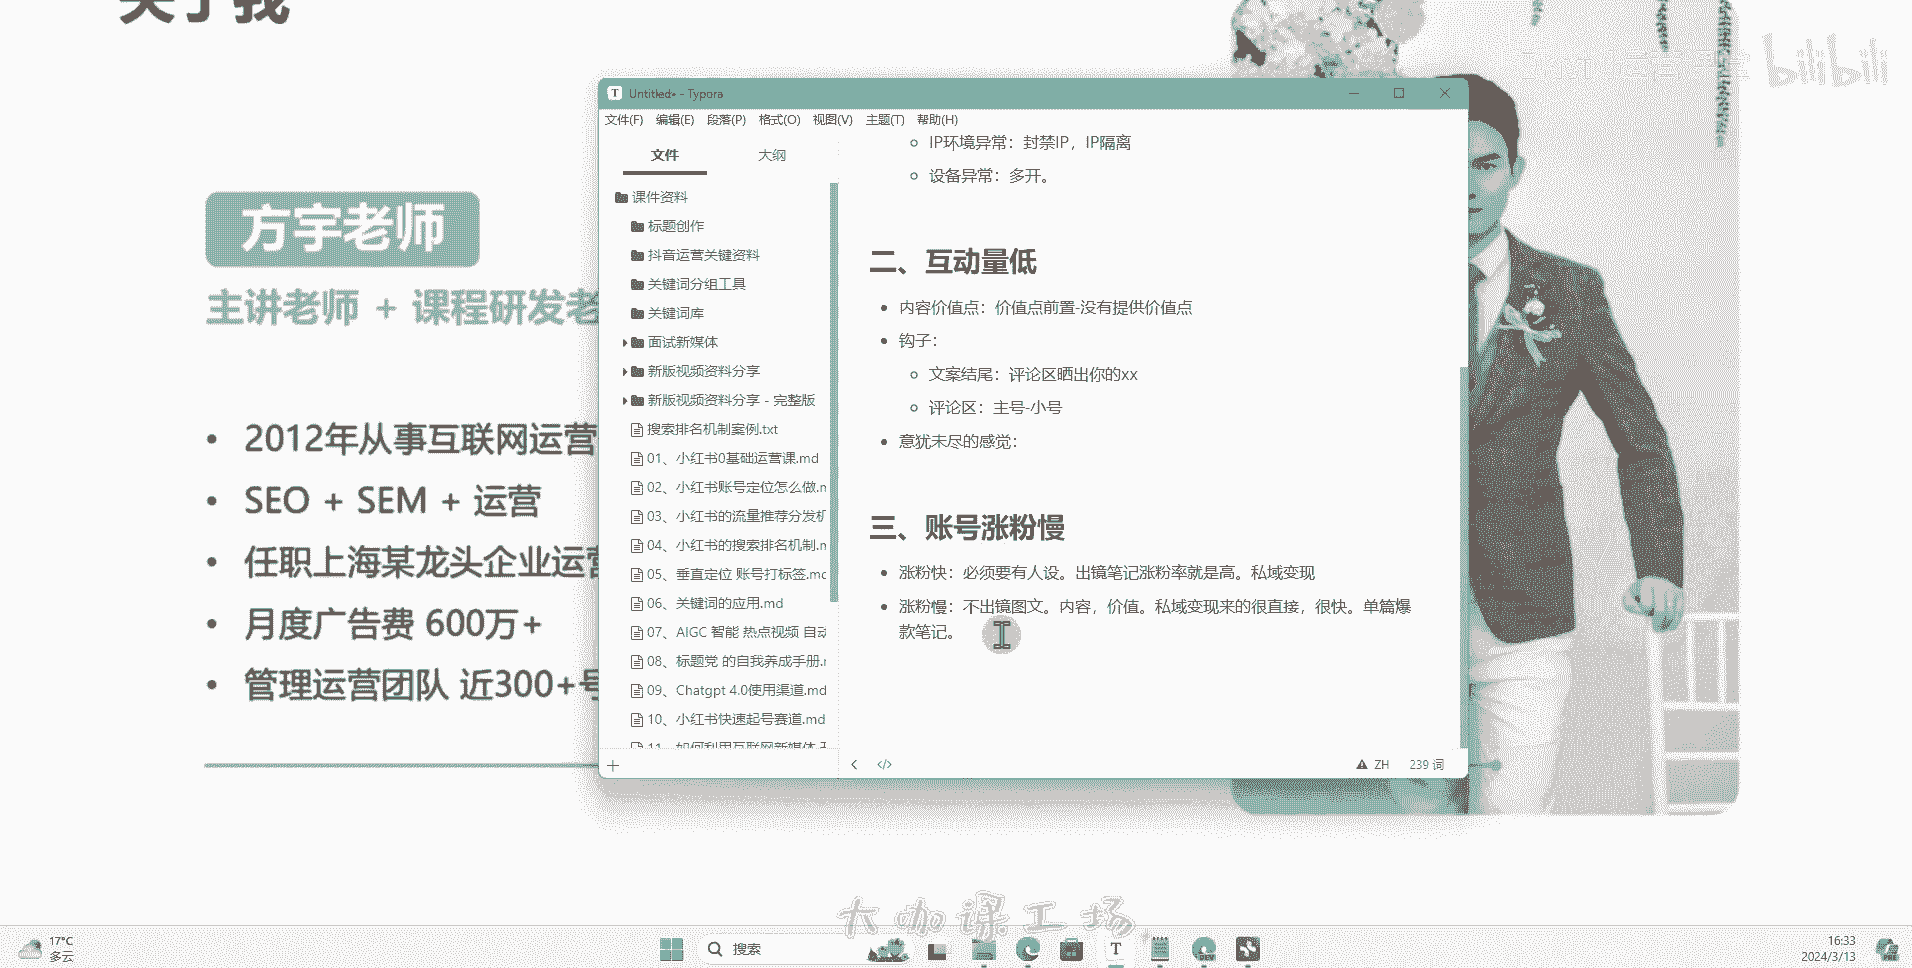 关于我
bilibili
方宇老师
主讲老师 + 课程研发老
2012年从事互联网运营
SEO + SEM + 运营
任职上海某龙头企业运营
月度广告费 600万+
管理运营团队 近300+号
Untitled• - Typora
文件(F) 编辑(E) 段落(P) 格式(O) 视图(V) 主题(T) 帮助(H)
文件 大纲
课件资料
标题创作
抖音运营关键资料
关键词分组工具
关键词库
面试新媒体
新版视频资料分享
新版视频资料分享 - 完整版
搜索排名机制案例.txt
01、小红书0基础运营课.md
02、小红书账号定位怎么做.m
03、小红书的流量推荐分发机
04、小红书的搜索排名机制.m
05、垂直定位 账号打标签.mc
06、关键词的应用.md
07、AIGC 智能 热点视频 自动
08、标题党 的自我养成手册.r
09、Chatgpt 4.0使用渠道.md
10、小红书快速起号赛道.md
11、如何利用互联网新媒体
IP环境异常：封禁IP，IP隔离
设备异常：多开。
二、互动量低
内容价值点：价值点前置-没有提供价值点
钩子：
文案结尾：评论区晒出你的xx
评论区：主号-小号
意犹未尽的感觉：
三、账号涨粉慢
涨粉快：必须要有人设。出镜笔记涨粉率就是高。私域变现
涨粉慢：不出镜图文。内容，价值。私域变现来的很直接，很快。单篇爆
款笔记。
ZH 239 词
大咖课工场
17°C
多云
搜索
16:33
2024/3/13